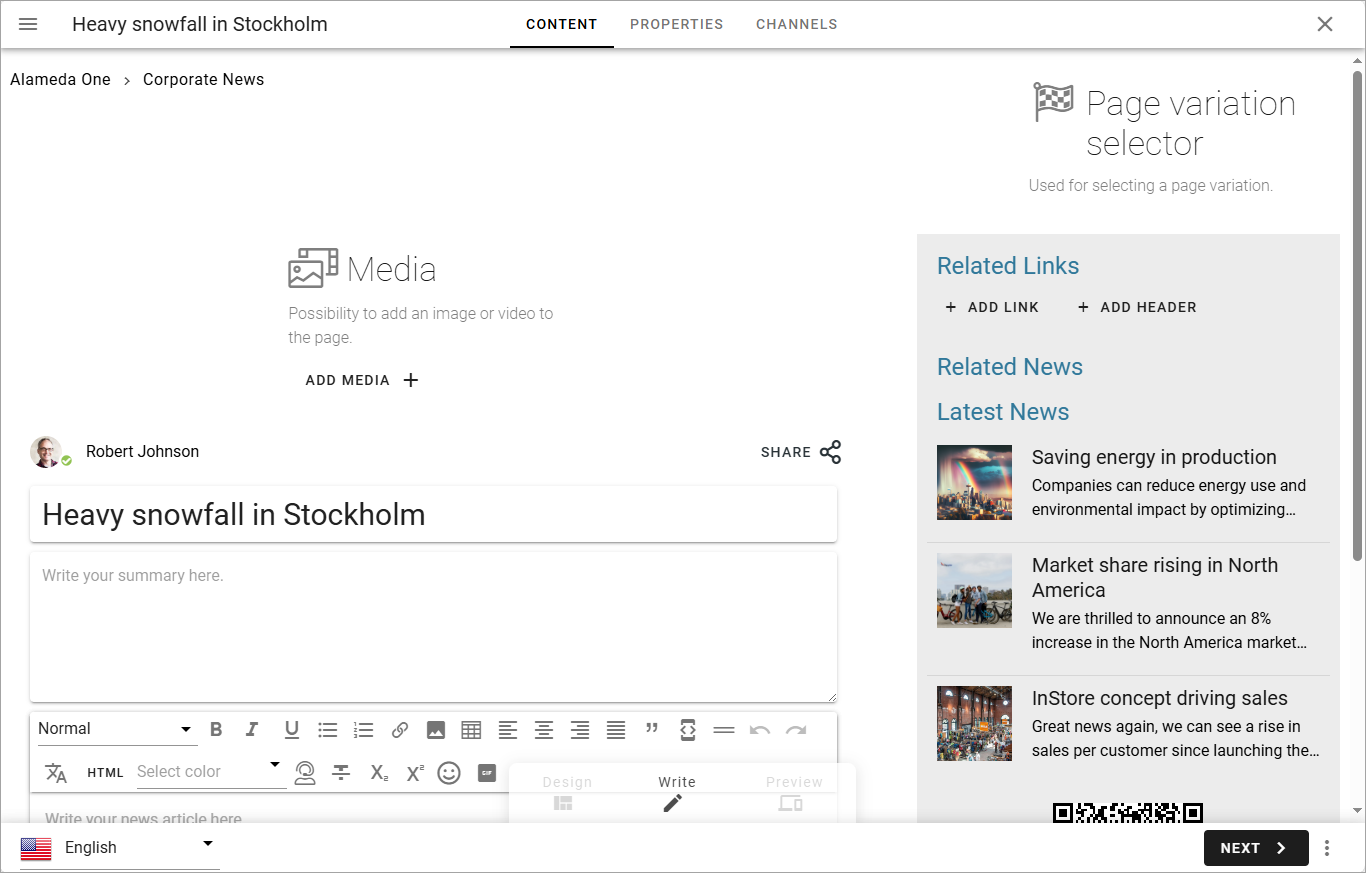 Heavy snowfall in Stockholm
CONTENT PROPERTIES CHANNELS
Alameda One > Corporate News
Page variation
selector
Used for selecting a page variation.
Media
Possibility to add an image or video to
the page.
ADD MEDIA +
Robert Johnson
SHARE
Heavy snowfall in Stockholm
Write your summary here.
Normal
B I U
HTML Select color
X₂ X² GIF
Write your news article here
Design Write Preview
Related Links
+ ADD LINK + ADD HEADER
Related News
Latest News
Saving energy in production
Companies can reduce energy use and
environmental impact by optimizing…
Market share rising in North
America
We are thrilled to announce an 8%
increase in the North America market…
InStore concept driving sales
Great news again, we can see a rise in
sales per customer since launching the…
English
NEXT